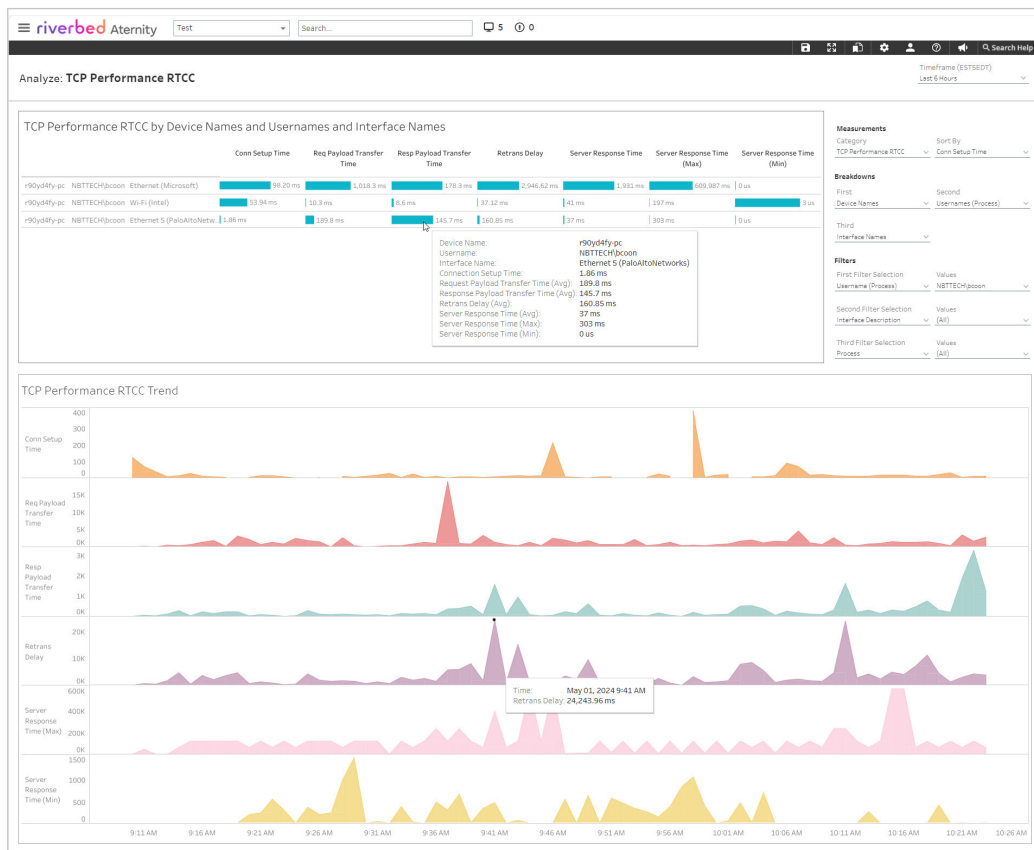 riverbed Aternity Test Search... 5 0
Search Help
Analyze: TCP Performance RTCC
Timeframe (ESTSEDT)
Last 6 Hours
TCP Performance RTCC by Device Names and Usernames and Interface Names
Conn Setup Time Req Payload Transfer Time Resp Payload Transfer Time Retrans Delay Server Response Time Server Response Time (Max) Server Response Time (Min)
r90yd4fy-pc NBTTECH\bcoon Ethernet (Microsoft) 98.20 ms 1,018.3 ms 178.3 ms 2,946.62 ms 1,931 ms 609,987 ms 0 us
r90yd4fy-pc NBTTECH\bcoon Wi-Fi (Intel) 53.94 ms 10.3 ms 8.6 ms 37.12 ms 41 ms 197 ms 3 us
r90yd4fy-pc NBTTECH\bcoon Ethernet 5 (PaloAltoNetw.. 1.86 ms 189.8 ms 145.7 ms 160.85 ms 37 ms 303 ms 0 us
Device Name: r90yd4fy-pc
Username: NBTTECH\bcoon
Interface Name: Ethernet 5 (PaloAltoNetworks)
Connection Setup Time: 1.86 ms
Request Payload Transfer Time (Avg): 189.8 ms
Response Payload Transfer Time (Avg): 145.7 ms
Retrans Delay (Avg): 160.85 ms
Server Response Time (Avg): 37 ms
Server Response Time (Max): 303 ms
Server Response Time (Min): 0 us
Measurements
Category Sort By
TCP Performance RTCC Conn Setup Time
Breakdowns
First Second
Device Names Usernames (Process)
Third
Interface Names
Filters
First Filter Selection Values
Username (Process) NBTTECH\bcoon
Second Filter Selection Values
Interface Description (All)
Third Filter Selection Values
Process (All)
TCP Performance RTCC Trend
Conn Setup Time
400
300
200
100
0
Req Payload Transfer Time
15K
10K
5K
0K
Resp Payload Transfer Time
3K
2K
1K
0K
Retrans Delay
20K
10K
0K
Time: May 01, 2024 9:41 AM
Retrans Delay: 24,243.96 ms
Server Response Time (Max)
600K
400K
200K
0K
Server Response Time (Min)
1500
1000
500
0
9:11 AM 9:16 AM 9:21 AM 9:26 AM 9:31 AM 9:36 AM 9:41 AM 9:46 AM 9:51 AM 9:56 AM 10:01 AM 10:06 AM 10:11 AM 10:16 AM 10:21 AM 10:26 AM